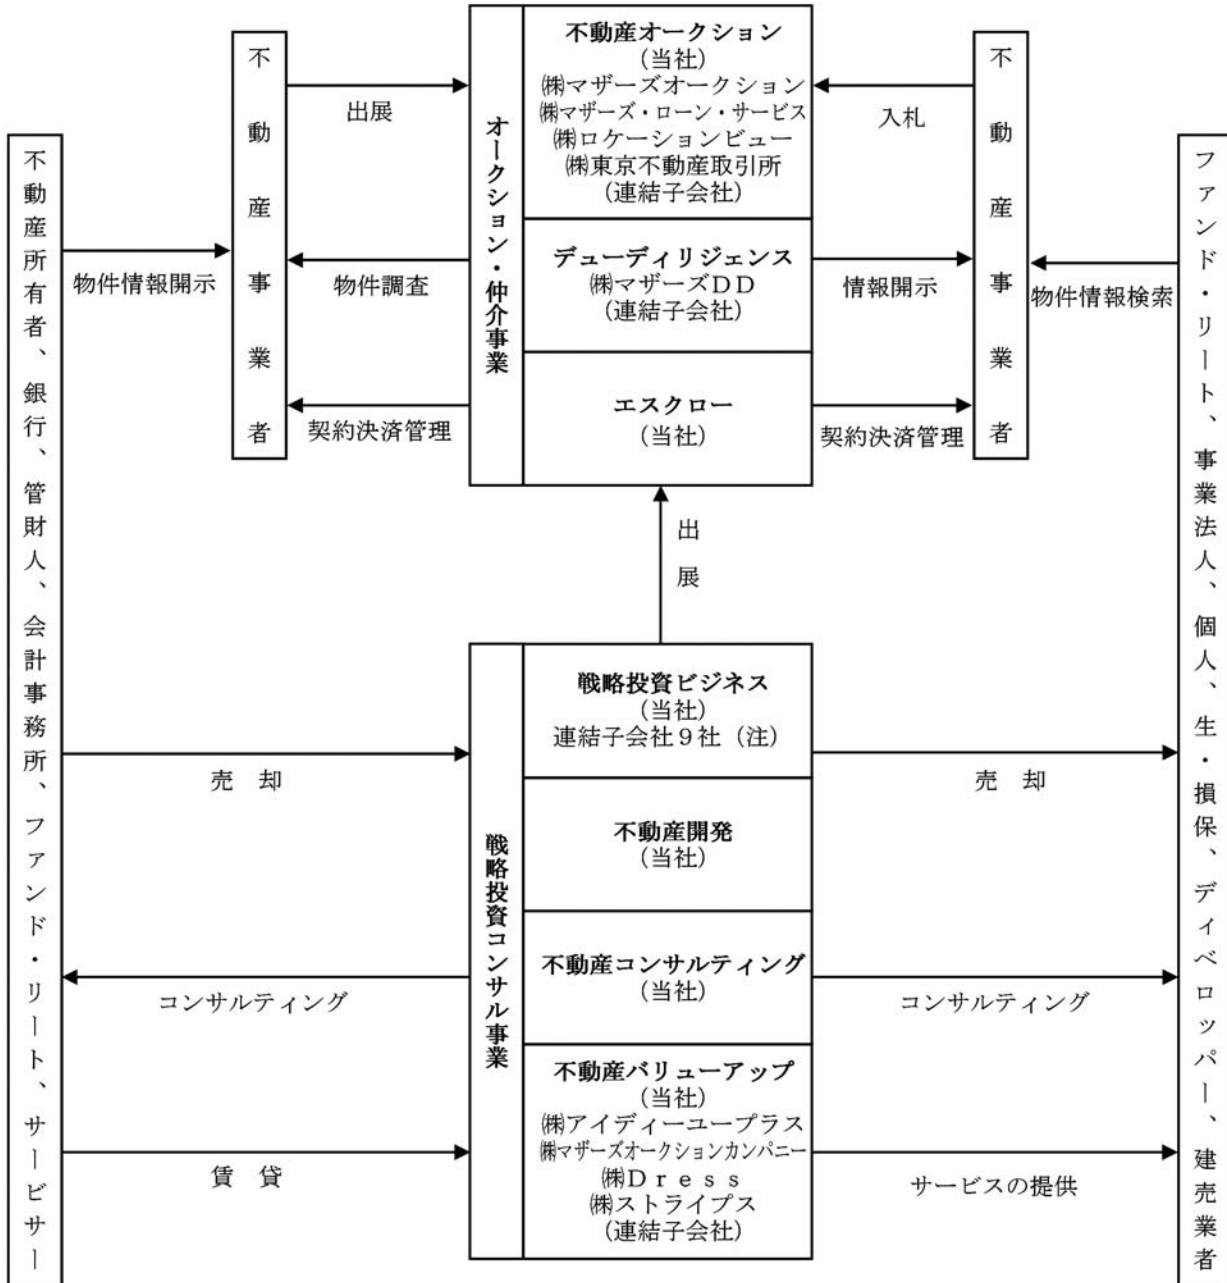 不動産所有者、銀行、管財人、会計事務所、ファンド・リート、サービサー
物件情報開示
不動産事業者
出展
物件調査
契約決済管理
オークション・仲介事業
不動産オークション
(当社)
㈱マザーズオークション
㈱マザーズ・ローン・サービス
㈱ロケーションビュー
㈱東京不動産取引所
(連結子会社)
デューディリジェンス
㈱マザーズＤＤ
(連結子会社)
エスクロー
(当社)
入札
情報開示
契約決済管理
不動産事業者
物件情報検索
ファンド・リート、事業法人、個人、生・損保、ディベロッパー、建売業者
出展
売　却
コンサルティング
賃　貸
戦略投資コンサル事業
戦略投資ビジネス
(当社)
連結子会社９社（注）
不動産開発
(当社)
不動産コンサルティング
(当社)
不動産バリューアップ
(当社)
㈱アイディーユープラス
㈱マザーズオークションカンパニー
㈱Ｄｒｅｓｓ
㈱ストライプス
(連結子会社)
売　却
コンサルティング
サービスの提供